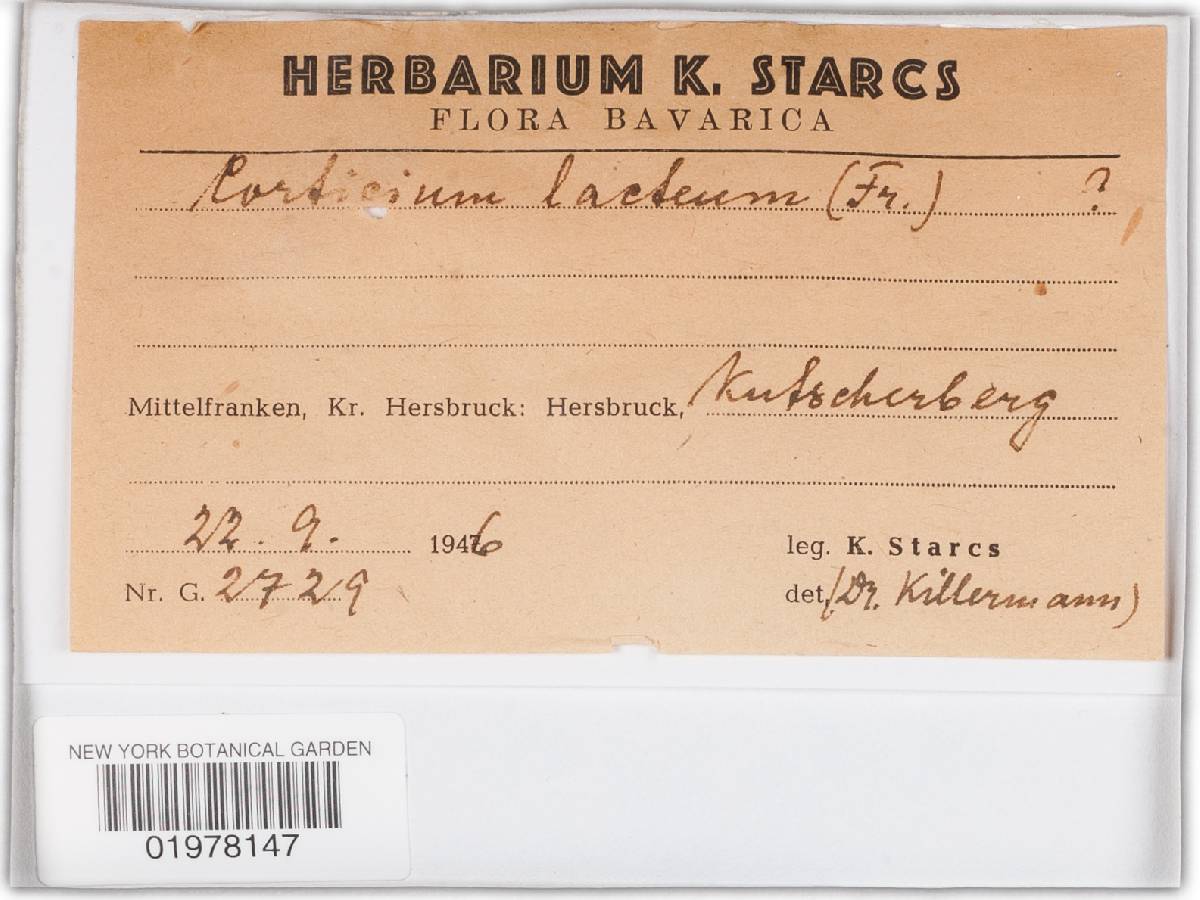 HERBARIUM K. STARCS
FLORA BAVARICA
Corticium lacteum (Fr.) ?
Mittelfranken, Kr. Hersbruck: Hersbruck, Kutscherberg
22. 9. 1946 leg. K. Starcs
Nr. G. 2729 det. (Dr. Killermann)
NEW YORK BOTANICAL GARDEN
01978147